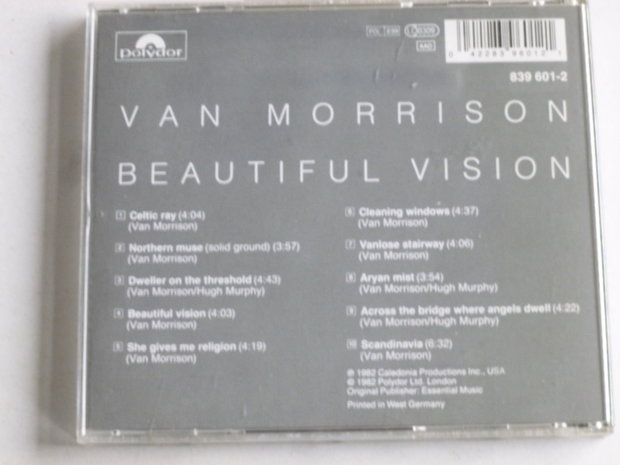 polydor
AAD
0 42283 96012 1
839 601-2
VAN MORRISON
BEAUTIFUL VISION
1 Celtic ray (4:04)
(Van Morrison)
2 Northern muse (solid ground) (3:57)
(Van Morrison)
3 Dweller on the threshold (4:43)
(Van Morrison/Hugh Murphy)
4 Beautiful vision (4:03)
(Van Morrison)
5 She gives me religion (4:19)
(Van Morrison)
6 Cleaning windows (4:37)
(Van Morrison)
7 Vanlose stairway (4:06)
(Van Morrison)
8 Aryan mist (3:54)
(Van Morrison/Hugh Murphy)
9 Across the bridge where angels dwell (4:22)
(Van Morrison/Hugh Murphy)
10 Scandinavia (6:32)
(Van Morrison)
℗ 1982 Caledonia Productions Inc., USA
© 1982 Polydor Ltd. London
Original Publisher: Essential Music
Printed in West Germany